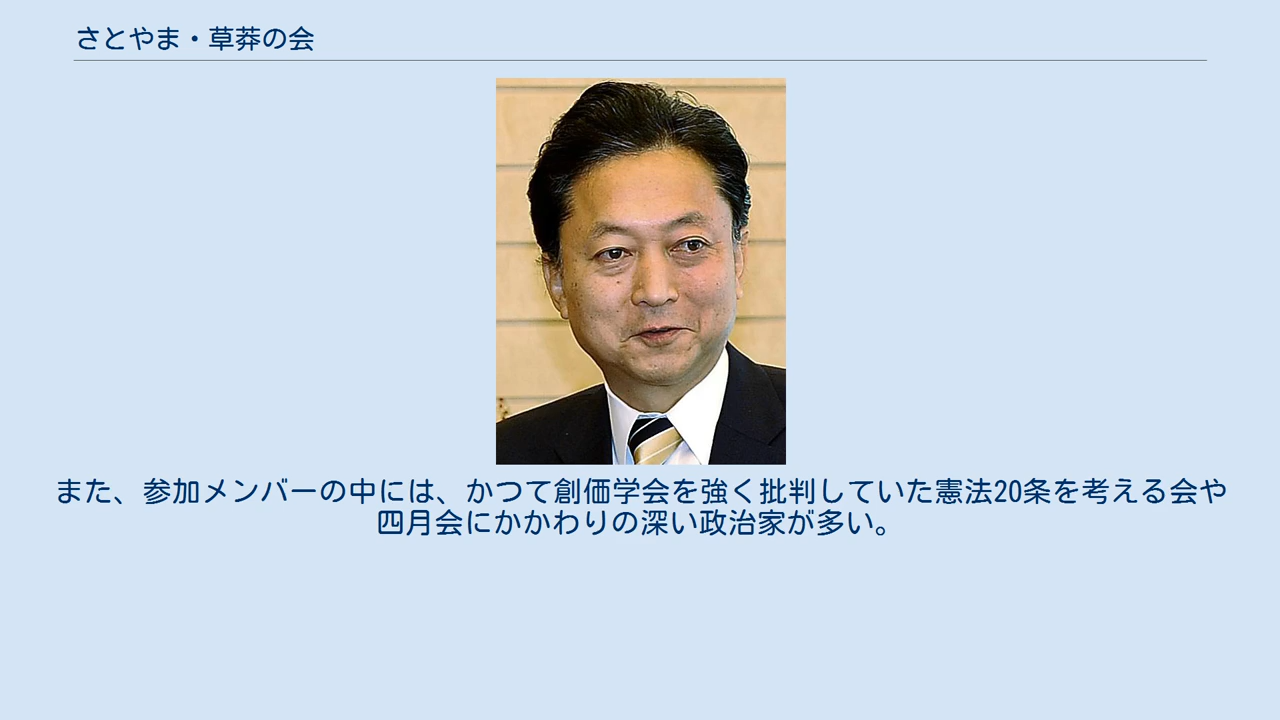 さとやま・草莽の会
また、参加メンバーの中には、かつて創価学会を強く批判していた憲法20条を考える会や
四月会にかかわりの深い政治家が多い。